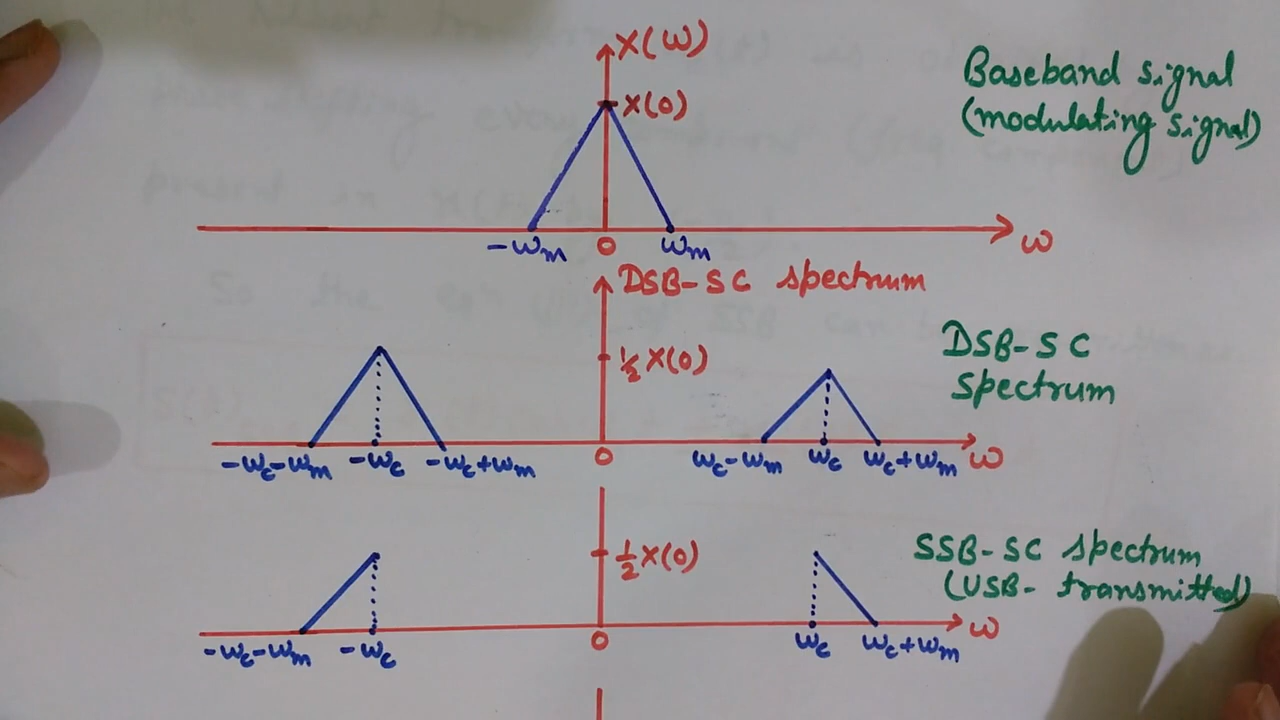 X(ω)
X(0)
Baseband signal
(modulating signal)
-ωm 0 ωm ω
DSB-SC spectrum
½ X(0)
DSB-SC
spectrum
-ωc-ωm -ωc -ωc+ωm 0 ωc-ωm ωc ωc+ωm ω
½ X(0)
SSB-SC spectrum
(USB- transmitted)
-ωc-ωm -ωc 0 ωc ωc+ωm ω